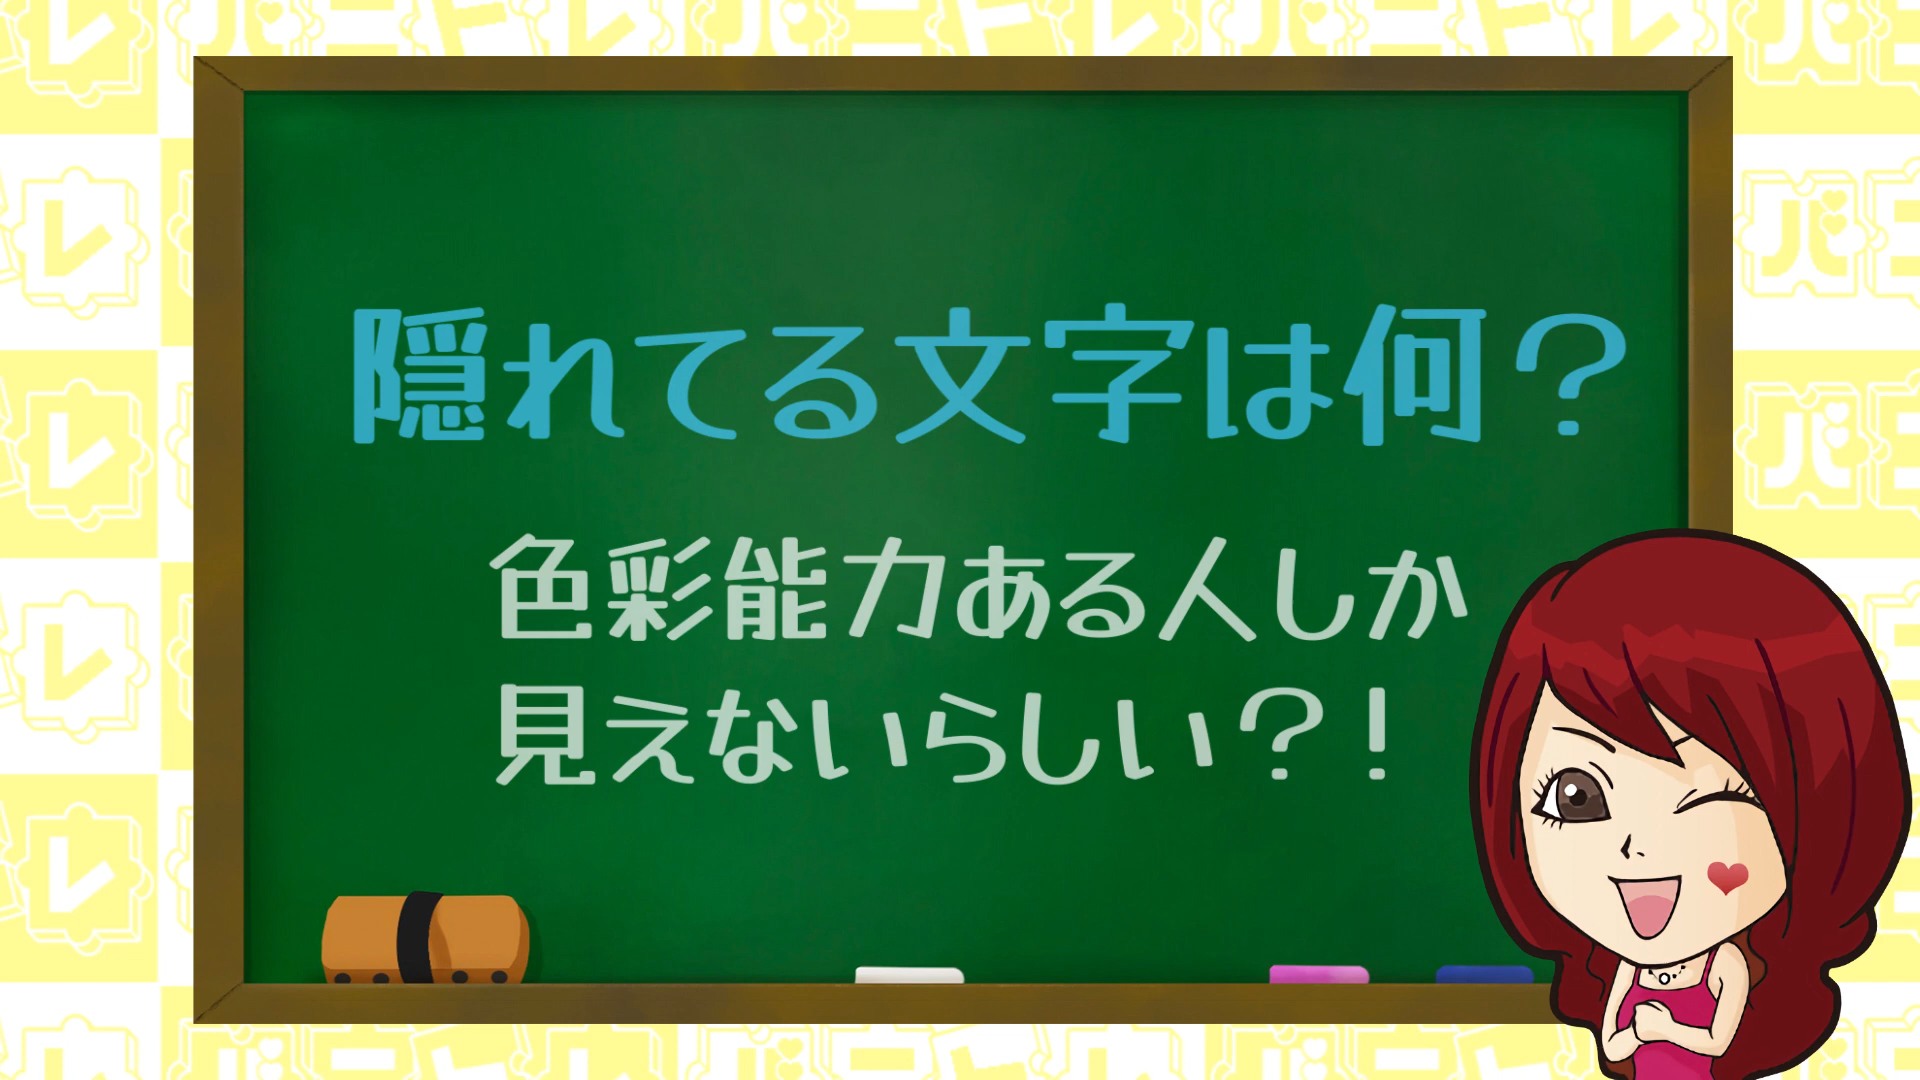 隠れてる文字は何？
色彩能力ある人しか
見えないらしい？！